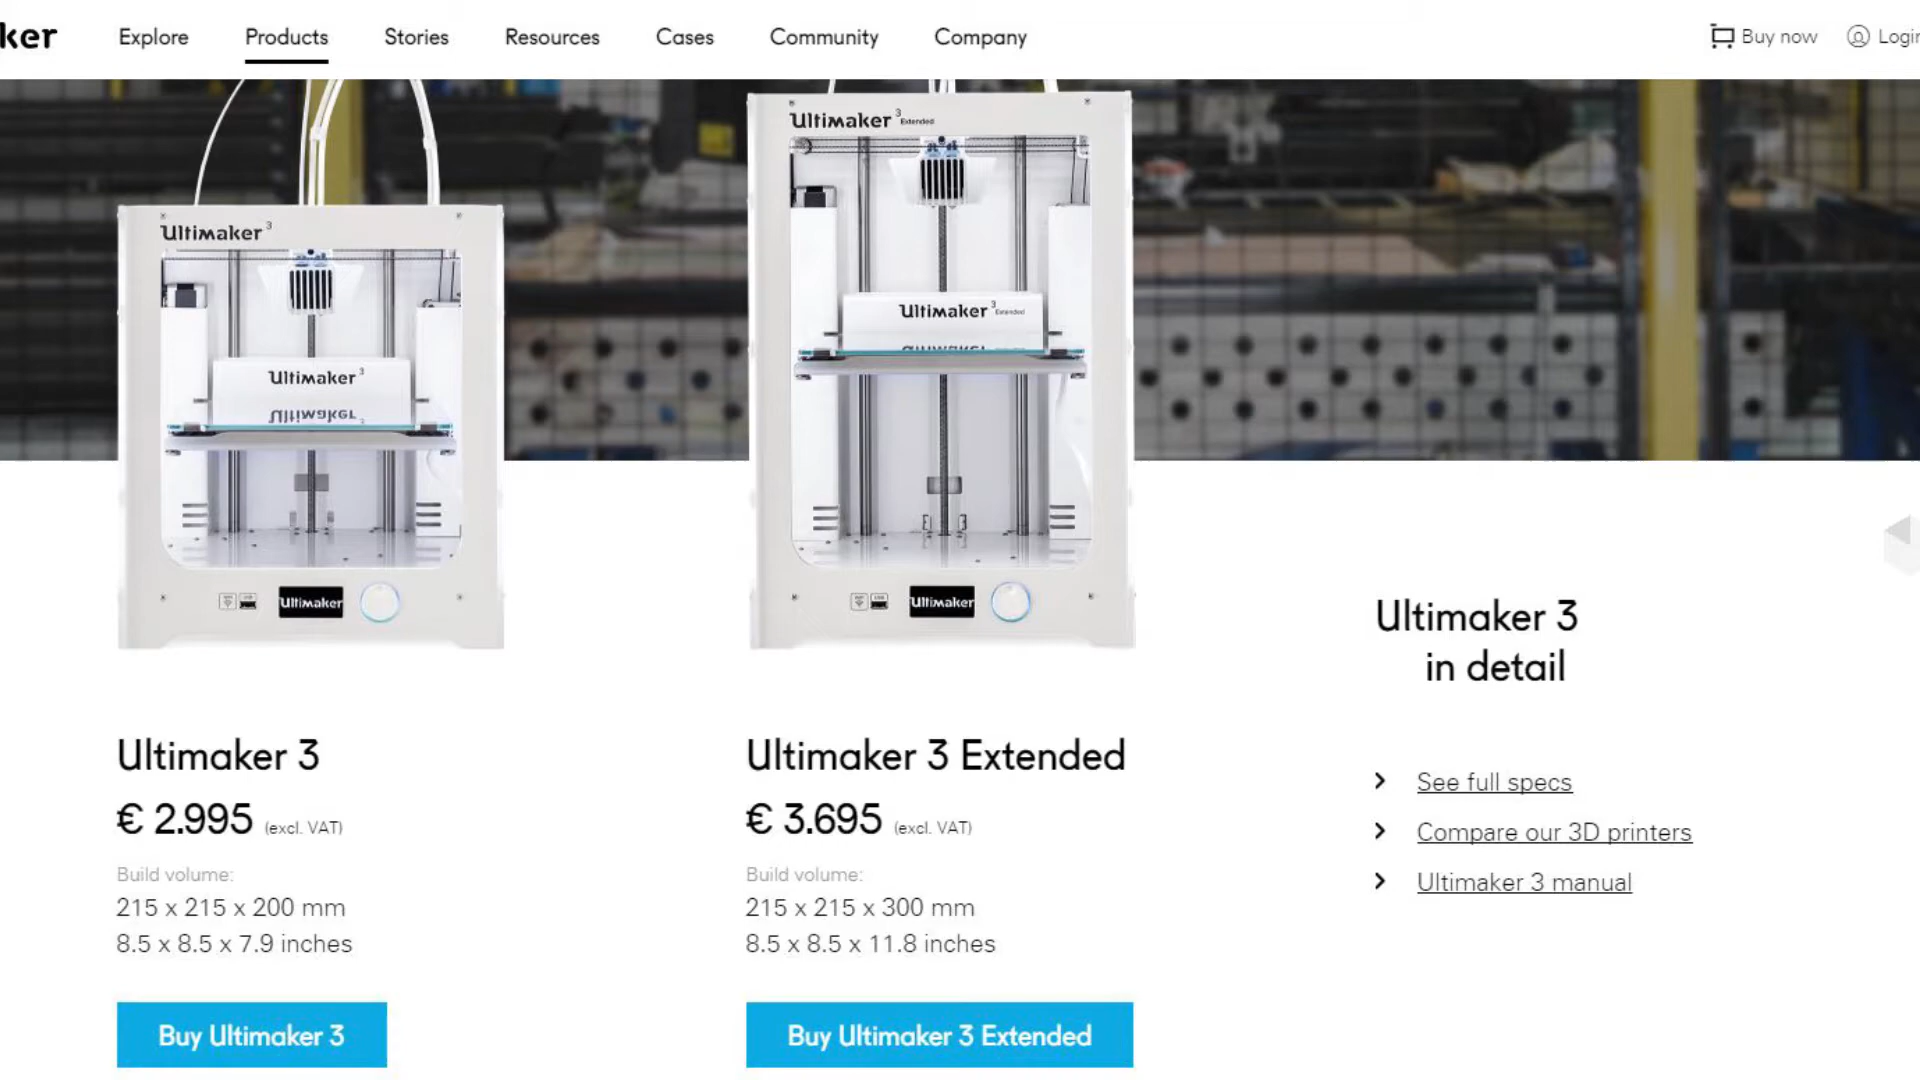 ker
Explore
Products
Stories
Resources
Cases
Community
Company
Buy now
Login
Ultimaker 3
Ultimaker 3 Extended
Ultimaker 3
Ultimaker 3 Extended
Ultimaker
Ultimaker
Ultimaker 3
in detail
Ultimaker 3
€ 2.995 (excl. VAT)
Build volume:
215 x 215 x 200 mm
8.5 x 8.5 x 7.9 inches
Buy Ultimaker 3
Ultimaker 3 Extended
€ 3.695 (excl. VAT)
Build volume:
215 x 215 x 300 mm
8.5 x 8.5 x 11.8 inches
Buy Ultimaker 3 Extended
See full specs
Compare our 3D printers
Ultimaker 3 manual